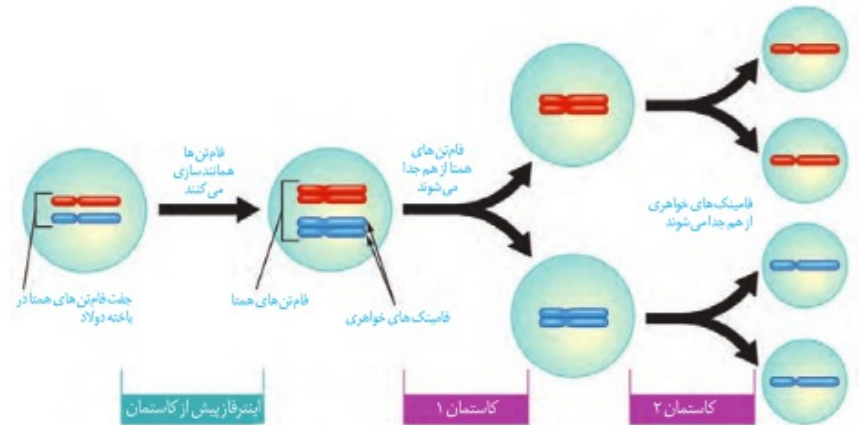 فام‌تن‌ها
همانندسازی
می‌کنند
فام‌تن‌های
همتا از هم جدا
می‌شوند
فامینک‌های خواهری
از هم جدا می‌شوند
جفت فام‌تن‌های همتا در
یاخته دولاد
فام‌تن‌های همتا
فامینک‌های خواهری
اینترفاز پیش از کاستمان
کاستمان ۱
کاستمان ۲